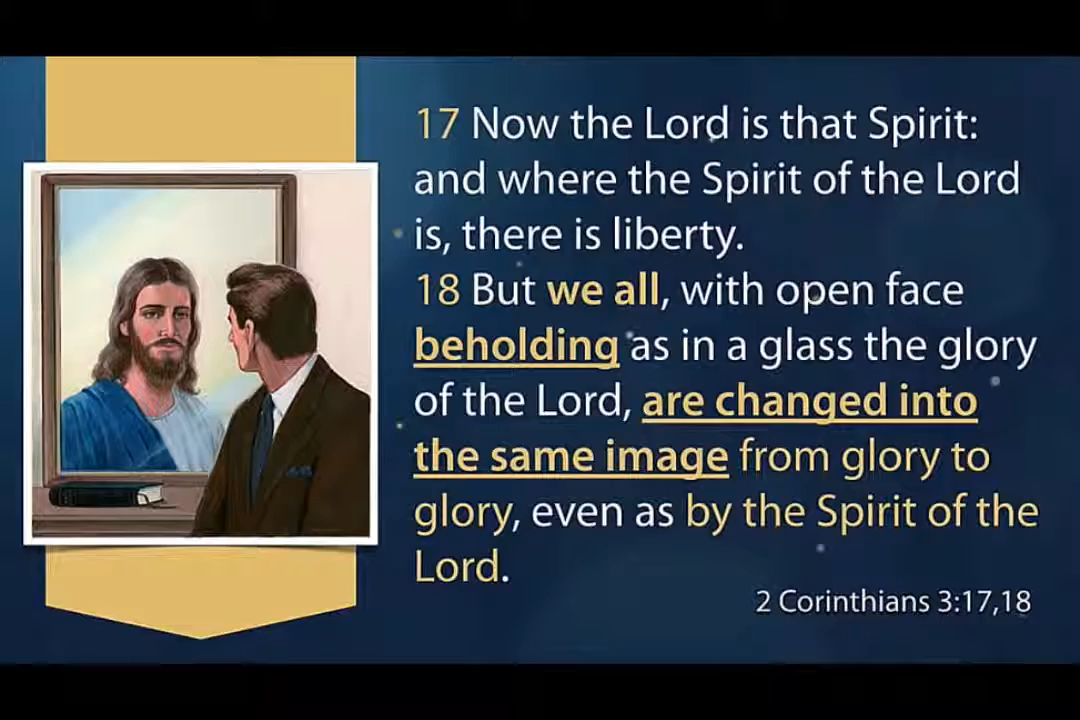 17 Now the Lord is that Spirit:
and where the Spirit of the Lord
is, there is liberty.
18 But we all, with open face
beholding as in a glass the glory
of the Lord, are changed into
the same image from glory to
glory, even as by the Spirit of the
Lord.
2 Corinthians 3:17,18